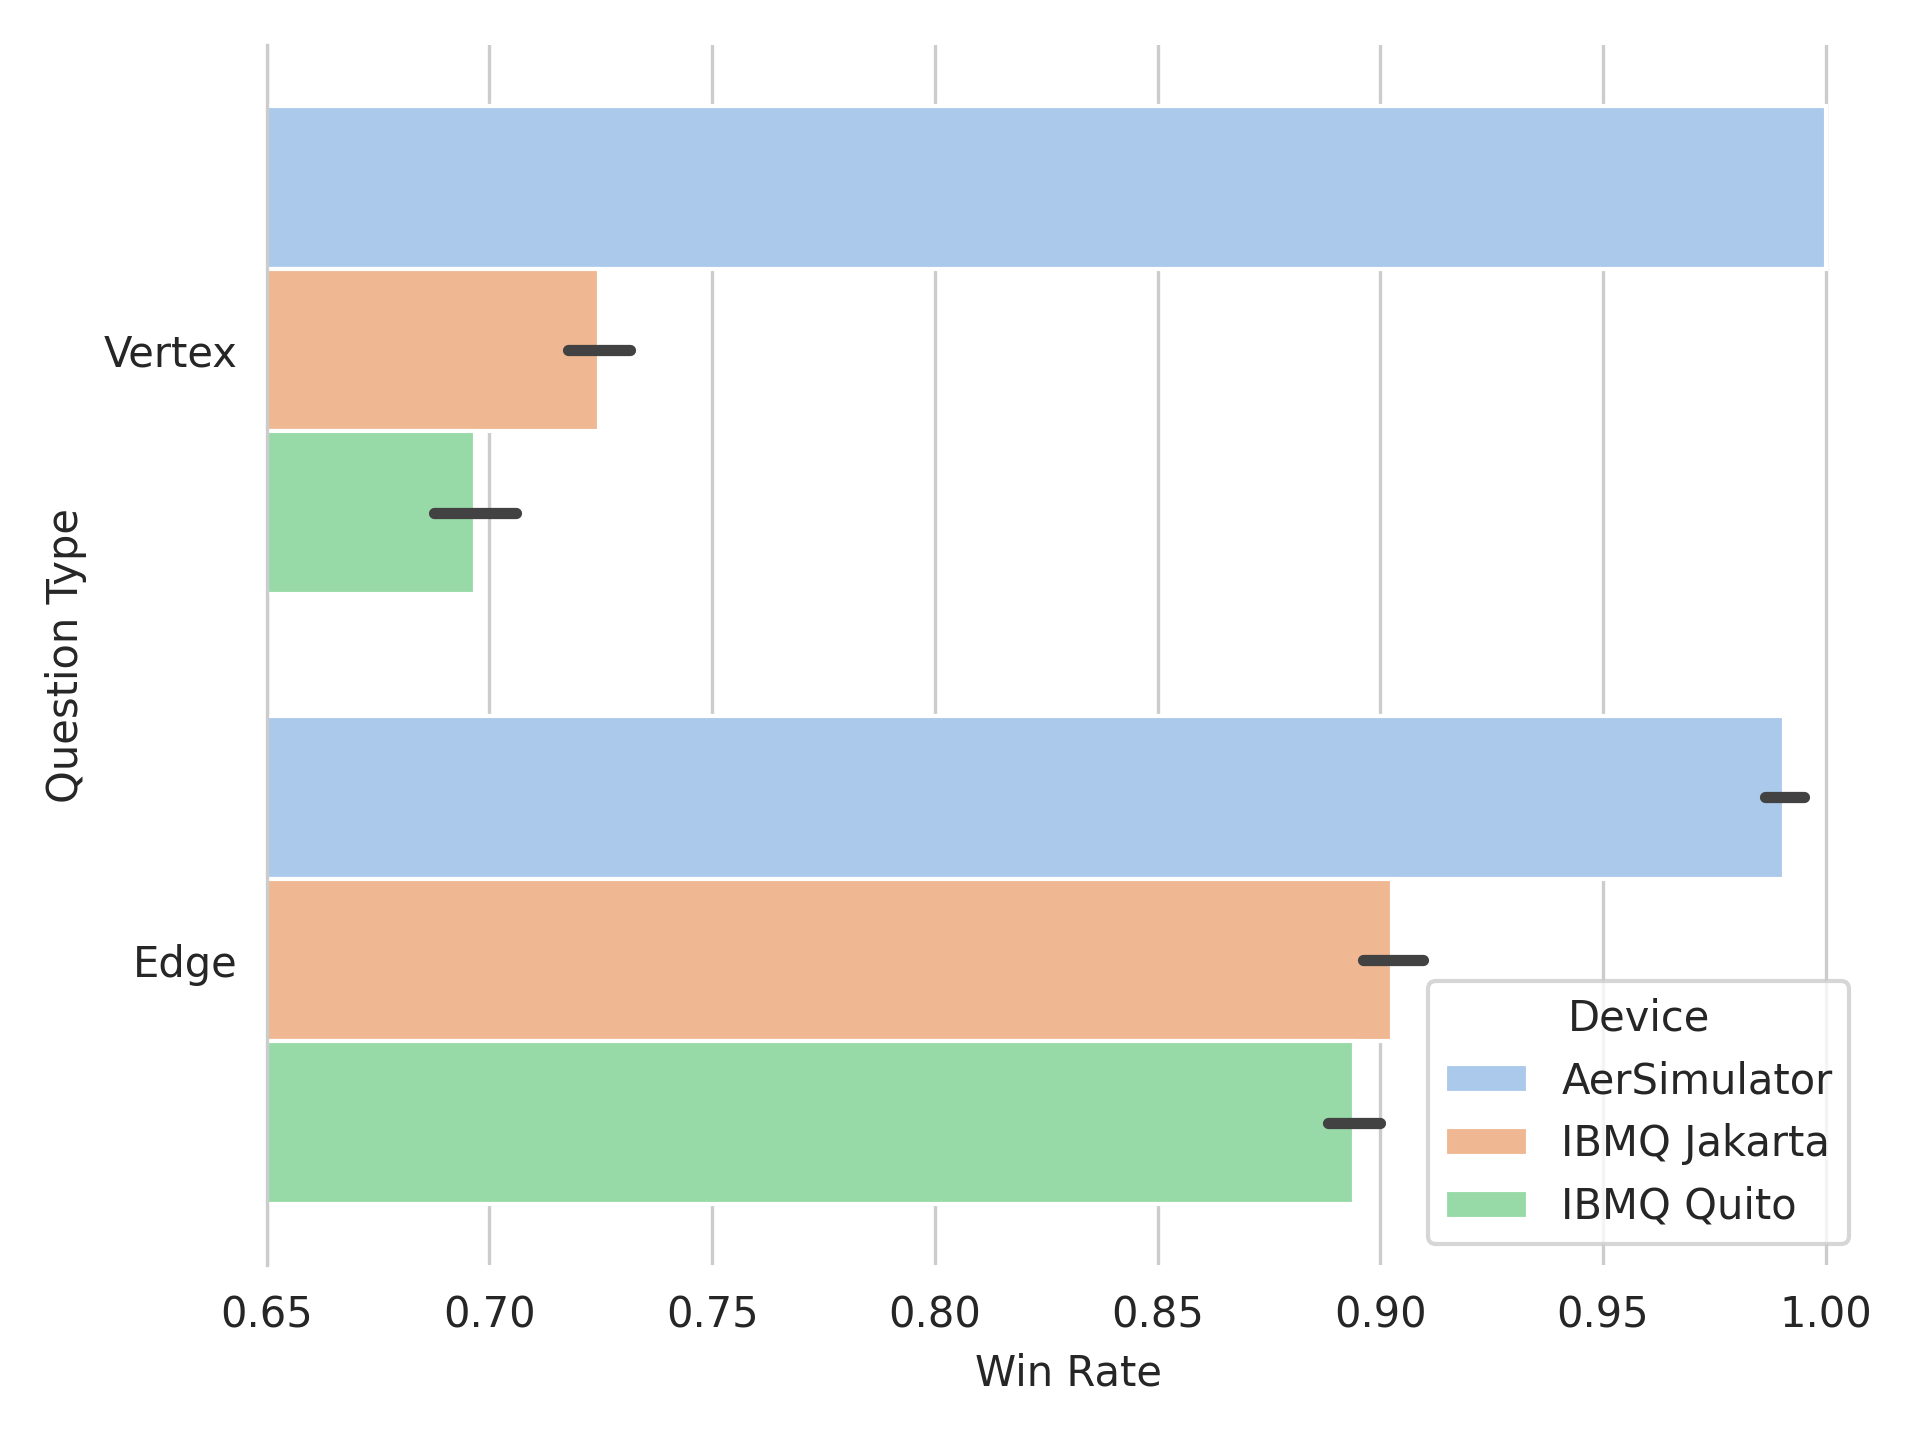 Vertex
Edge
Question Type
Device
AerSimulator
IBMQ Jakarta
IBMQ Quito
0.65 0.70 0.75 0.80 0.85 0.90 0.95 1.00
Win Rate